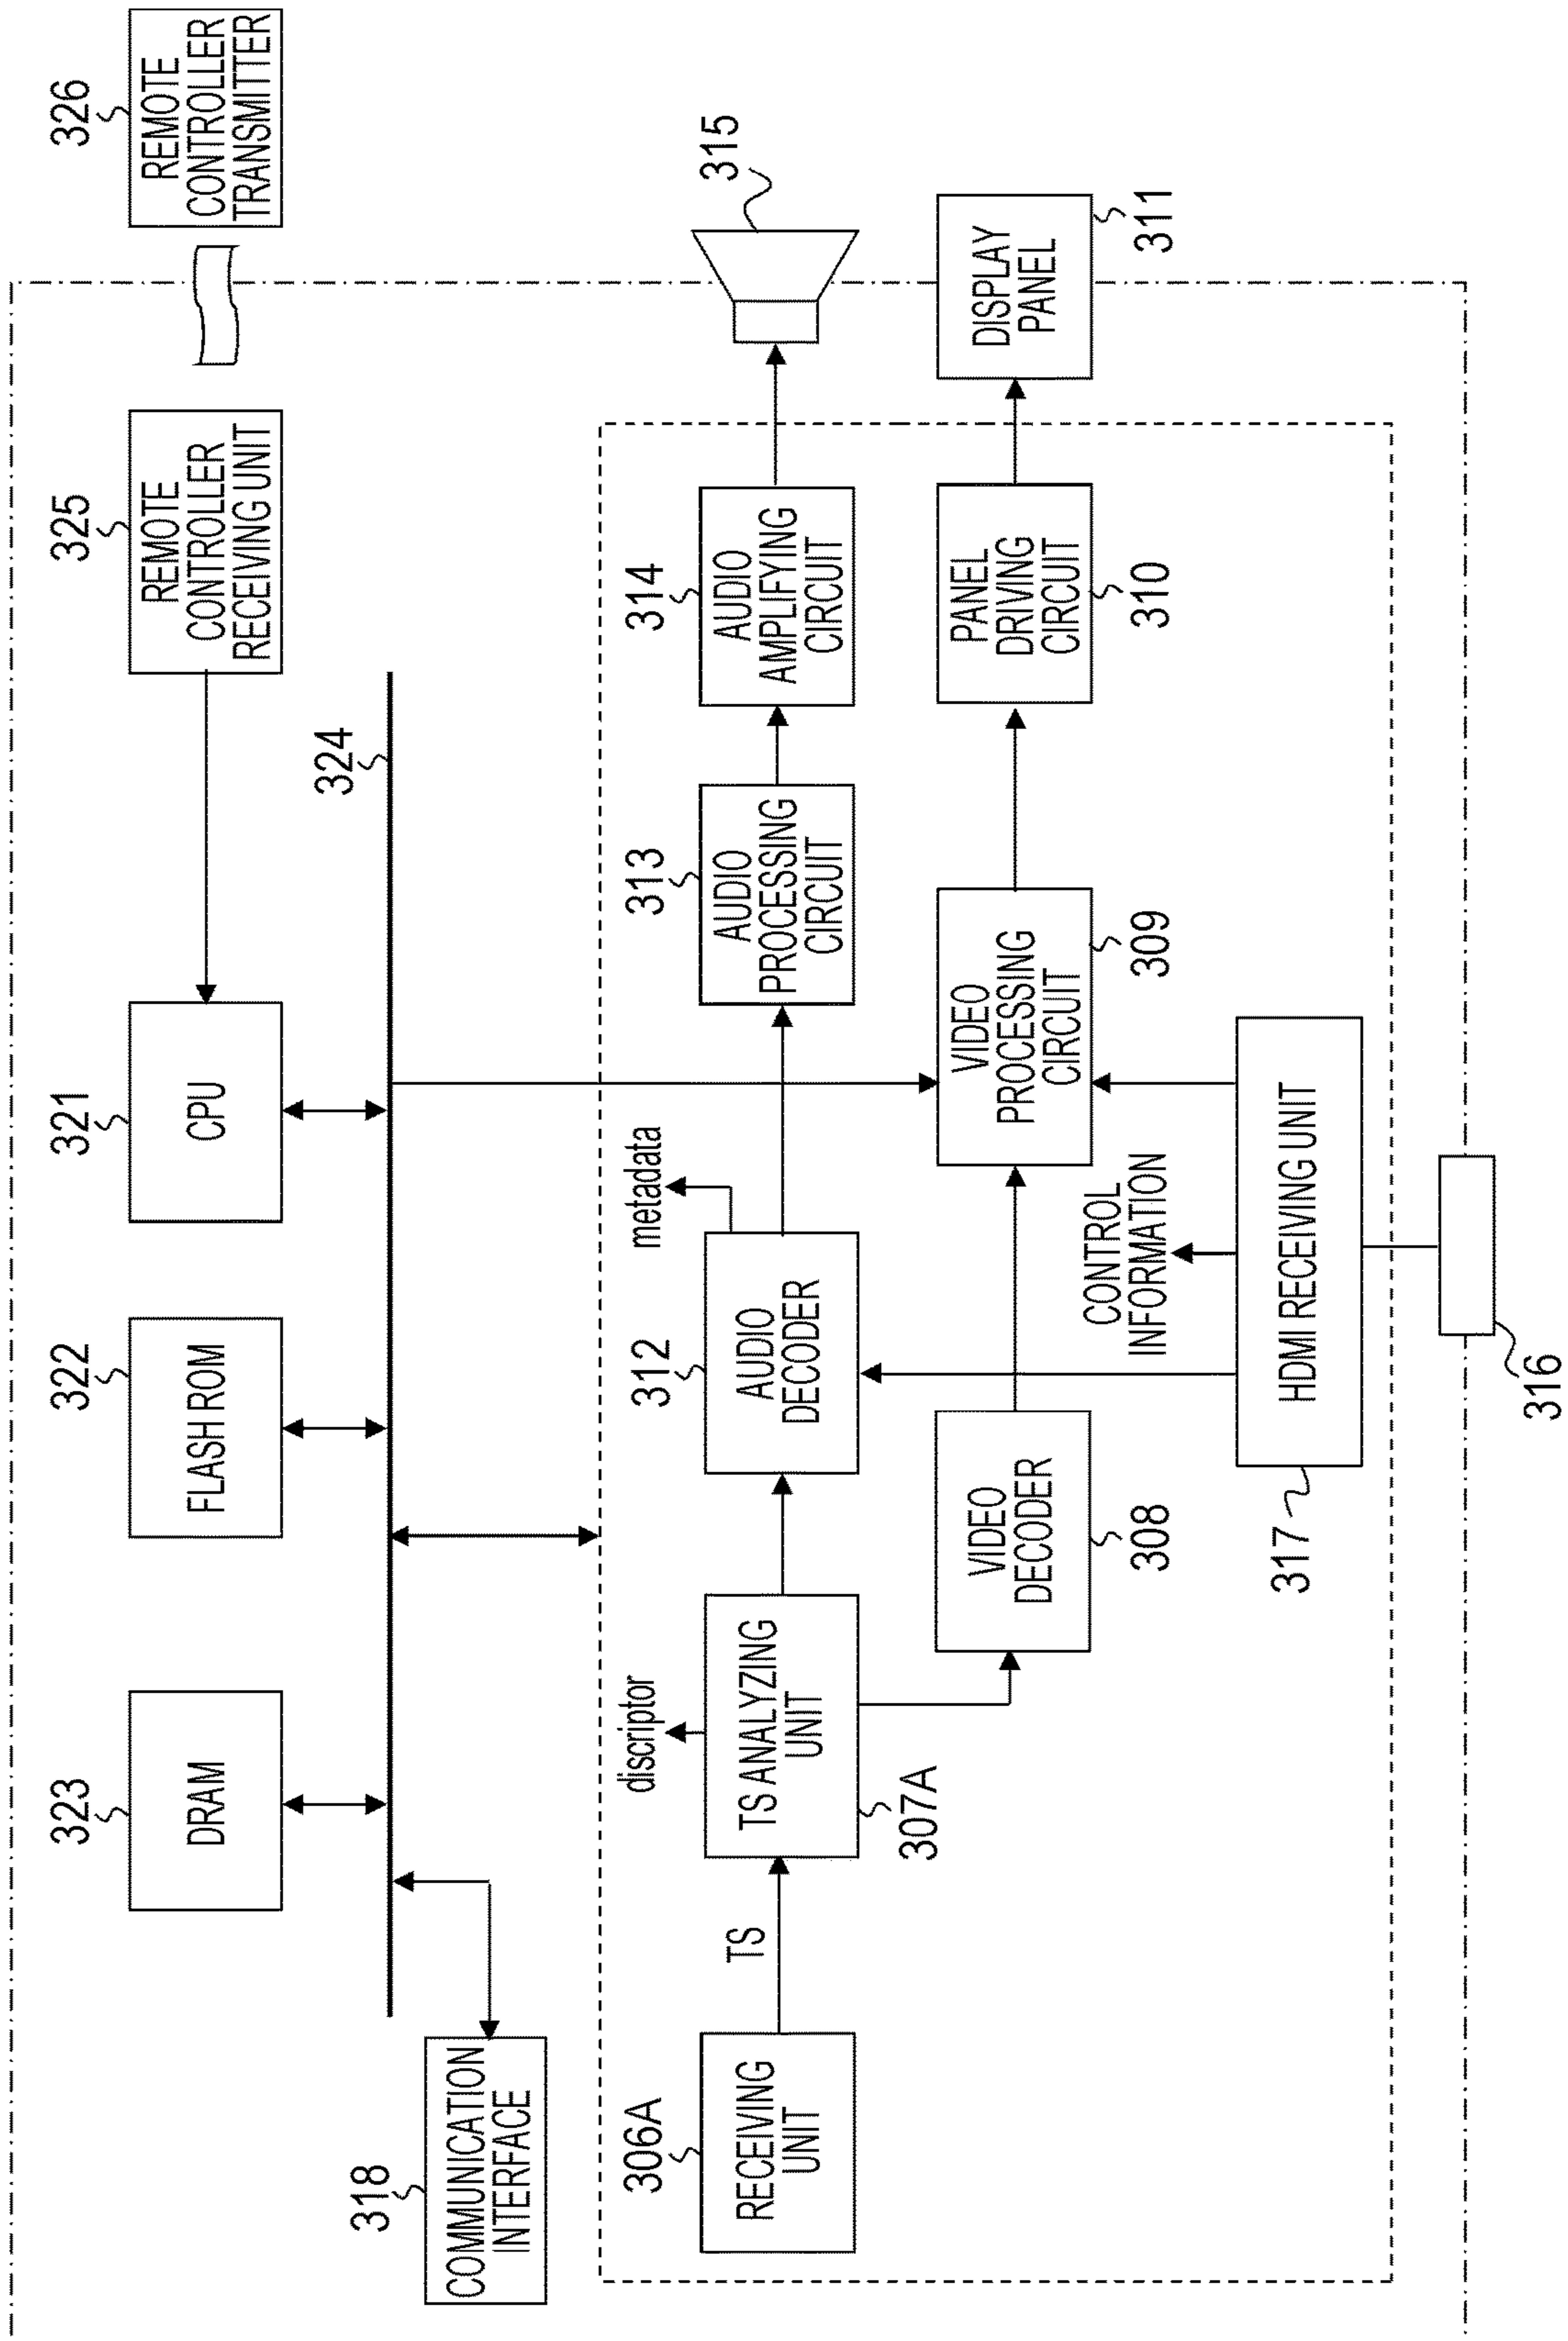 323
DRAM
322
FLASH ROM
321
CPU
325
REMOTE
CONTROLLER
RECEIVING UNIT
326
REMOTE
CONTROLLER
TRANSMITTER
324
318
COMMUNICATION
INTERFACE
306A
RECEIVING
UNIT
TS
discriptor
TS ANALYZING
UNIT
307A
312
AUDIO
DECODER
metadata
313
AUDIO
PROCESSING
CIRCUIT
314
AUDIO
AMPLIFYING
CIRCUIT
315
VIDEO
DECODER
308
VIDEO
PROCESSING
CIRCUIT
309
PANEL
DRIVING
CIRCUIT
310
DISPLAY
PANEL
311
CONTROL
INFORMATION
HDMI RECEIVING UNIT
317
316